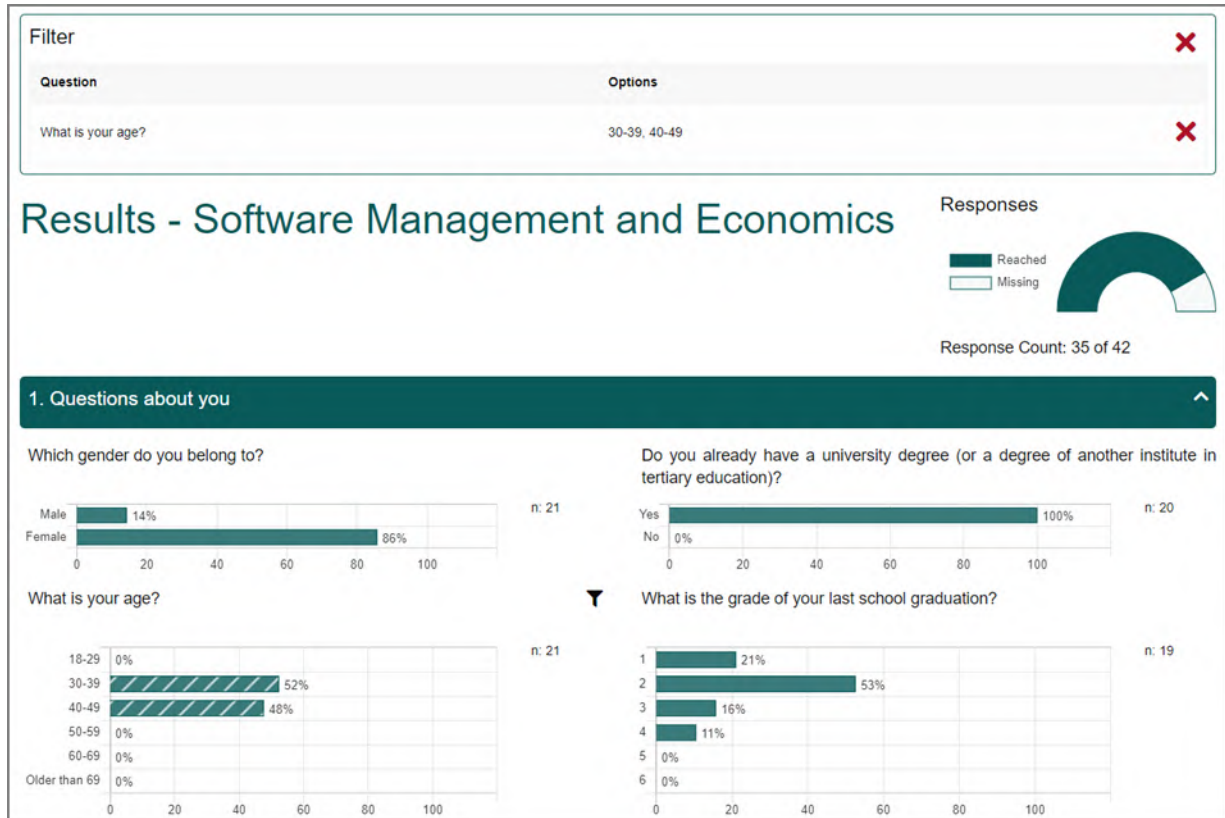 Filter
Question Options
What is your age? 30-39, 40-49
Results - Software Management and Economics
Responses
Reached
Missing
Response Count: 35 of 42
1. Questions about you
Which gender do you belong to?
n: 21
Male 14%
Female 86%
0 20 40 60 80 100
Do you already have a university degree (or a degree of another institute in
tertiary education)?
n: 20
Yes 100%
No 0%
0 20 40 60 80 100
What is your age?
n: 21
18-29 0%
30-39 52%
40-49 48%
50-59 0%
60-69 0%
Older than 69 0%
0 20 40 60 80 100
What is the grade of your last school graduation?
n: 19
1 21%
2 53%
3 16%
4 11%
5 0%
6 0%
0 20 40 60 80 100